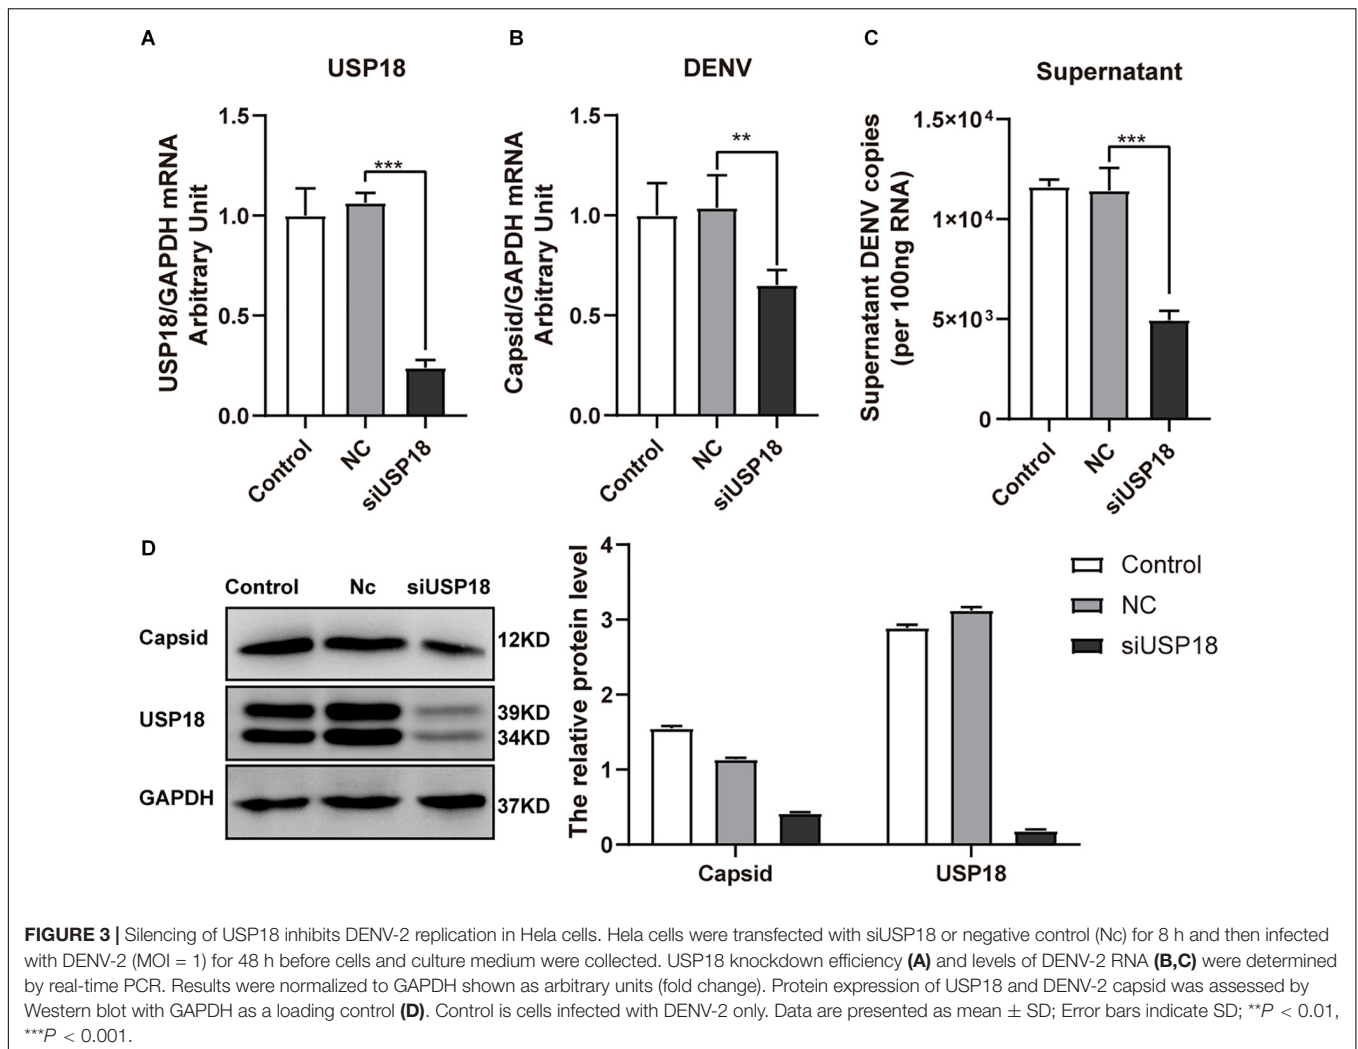 A
USP18
USP18/GAPDH mRNA
Arbitrary Unit
1.5
1.0
0.5
0.0
***
Control
NC
siUSP18
B
DENV
Capsid/GAPDH mRNA
Arbitrary Unit
1.5
1.0
0.5
0.0
**
Control
NC
siUSP18
C
Supernatant
Supernatant DENV copies
(per 100ng RNA)
1.5×10⁴
1×10⁴
5×10³
0
***
Control
NC
siUSP18
D
Control Nc siUSP18
Capsid 12KD
USP18 39KD
34KD
GAPDH 37KD
The relative protein level
4
3
2
1
0
Capsid USP18
Control
NC
siUSP18
FIGURE 3 | Silencing of USP18 inhibits DENV-2 replication in Hela cells. Hela cells were transfected with siUSP18 or negative control (Nc) for 8 h and then infected
with DENV-2 (MOI = 1) for 48 h before cells and culture medium were collected. USP18 knockdown efficiency (A) and levels of DENV-2 RNA (B,C) were determined
by real-time PCR. Results were normalized to GAPDH shown as arbitrary units (fold change). Protein expression of USP18 and DENV-2 capsid was assessed by
Western blot with GAPDH as a loading control (D). Control is cells infected with DENV-2 only. Data are presented as mean ± SD; Error bars indicate SD; **P < 0.01,
***P < 0.001.